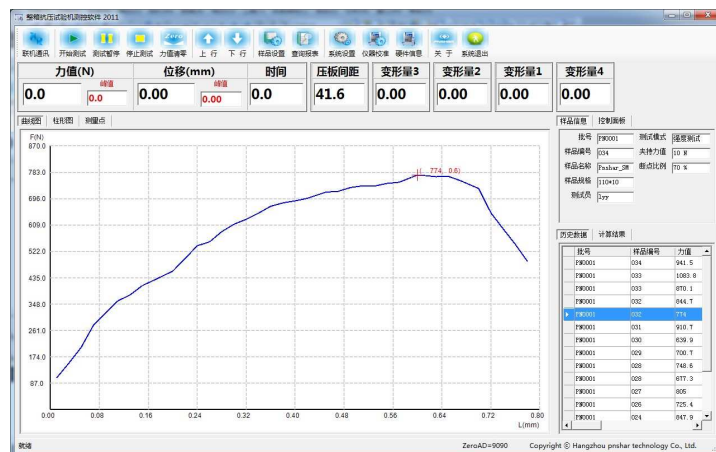 整桶抗压试验机测控软件 2011
联机通讯 开始测试 测试暂停 停止测试 力值清零 上 行 下 行 样品设置 查询报表 系统设置 仪器校准 硬件信息 关 于 系统退出
力值(N) 位移(mm) 时间 压板间距 变形量3 变形量2 变形量1 变形量4
峰值 峰值
0.0 0.0 0.00 0.00 0.0 41.6 0.00 0.00 0.00 0.00
曲线图 柱形图 测量点
F(N)
870.0
783.0
696.0
609.0
522.0
435.0
348.0
261.0
174.0
87.0
( 774, 0.6)
0.00 0.08 0.16 0.24 0.32 0.40 0.48 0.56 0.64 0.72 0.80
L(mm)
样品信息 控制面板
批号 PN0001 测试模式 强度测试
样品编号 034 夹持力值 10 N
样品名称 Pnshar_SW 断点比例 70 %
样品规格 110*10
测试员 lyy
历史数据 计算结果
批号 样品编号 力值
PN0001 034 941.5
PN0001 033 1083.8
PN0001 033 870.1
PN0001 032 844.7
PN0001 032 774
PN0001 031 910.7
PN0001 030 639.9
PN0001 029 700.7
PN0001 028 748.6
PN0001 028 677.3
PN0001 027 805
PN0001 026 725.4
PN0001 024 847.9
就绪 ZeroAD=9090 Copyright © Hangzhou pnshar technology Co., Ltd.